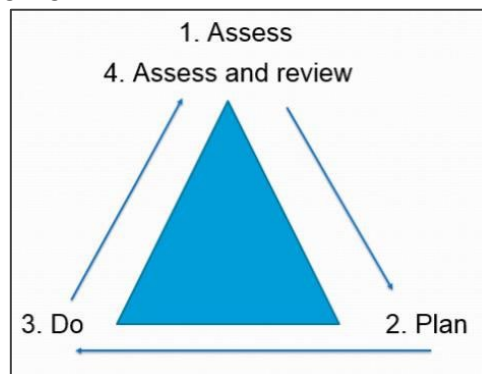 1. Assess
4. Assess and review
3. Do
2. Plan